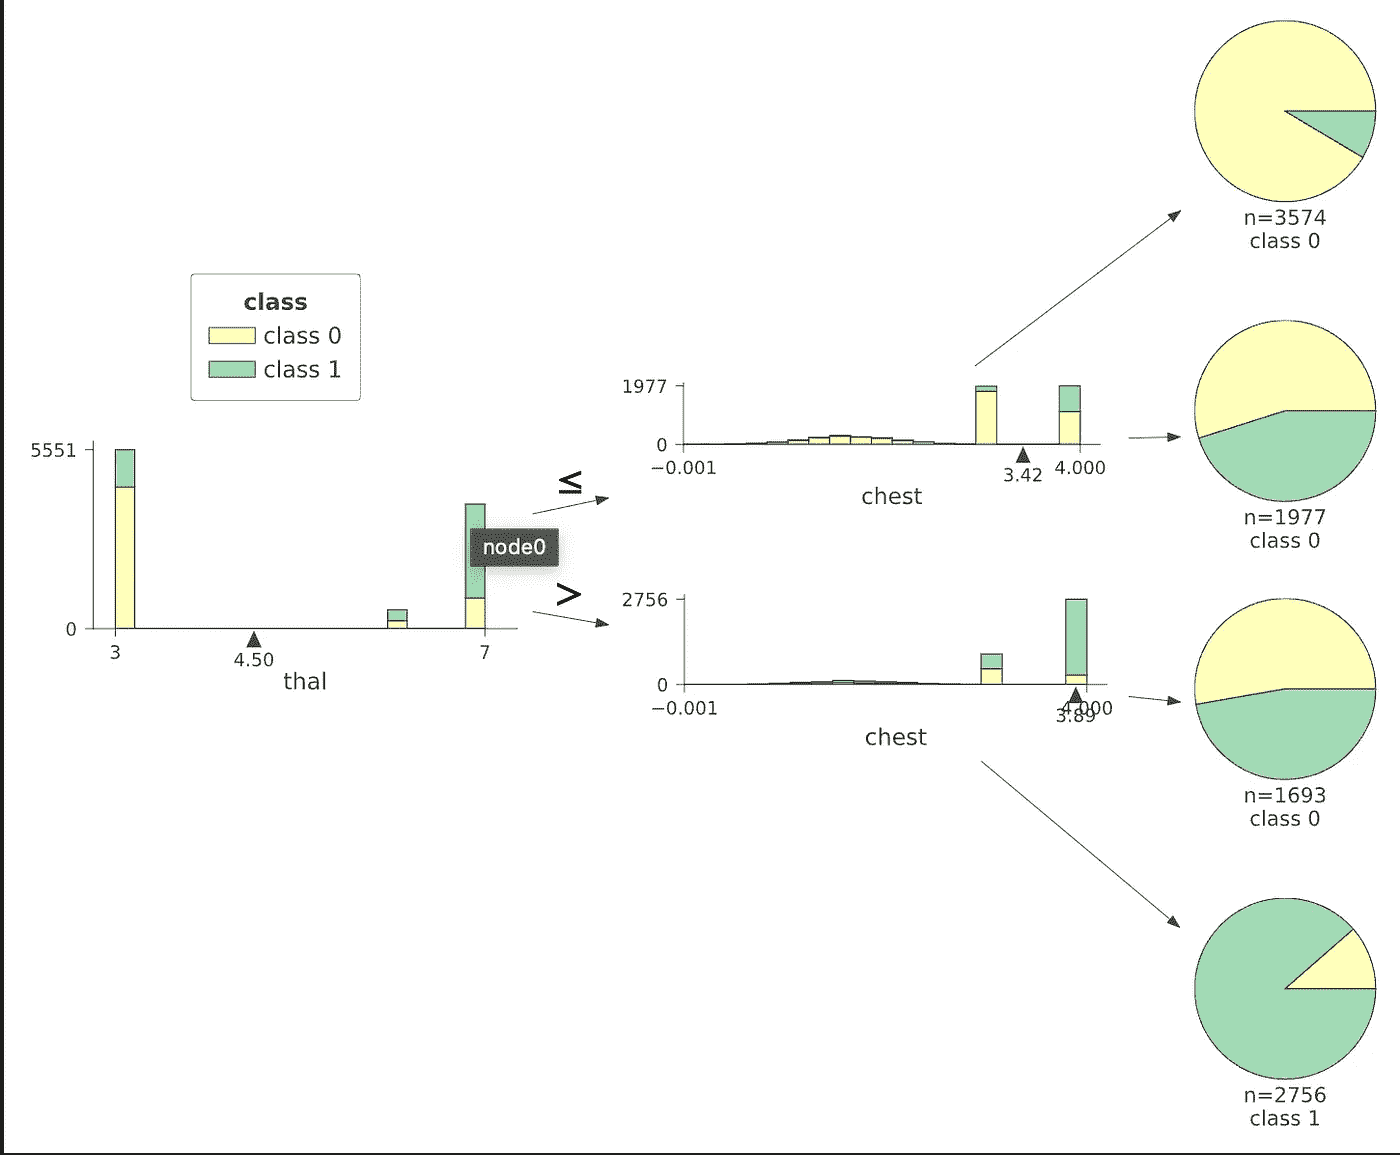 class
class 0
class 1
5551
0
3
4.50
7
thal
node0
≤
>
1977
0
−0.001
3.42
4.000
chest
2756
0
−0.001
4.000
3.89
chest
n=3574
class 0
n=1977
class 0
n=1693
class 0
n=2756
class 1